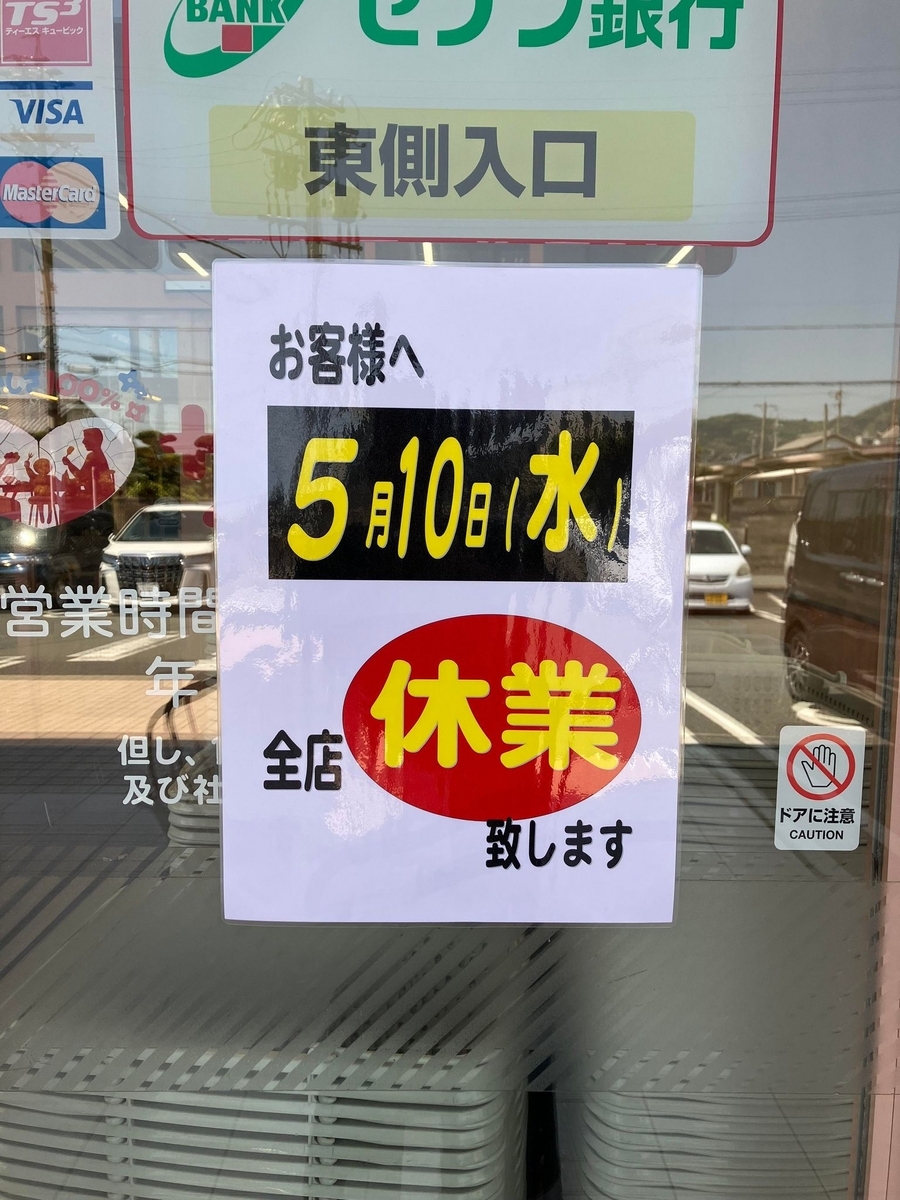 TS3
ティーエス キュービック
VISA
MasterCard
BANK
セブン銀行
東側入口
お客様へ
5月10日(水)
全店 休業
致します
100%
営業時間
年
但し、
及び社
ドアに注意
CAUTION